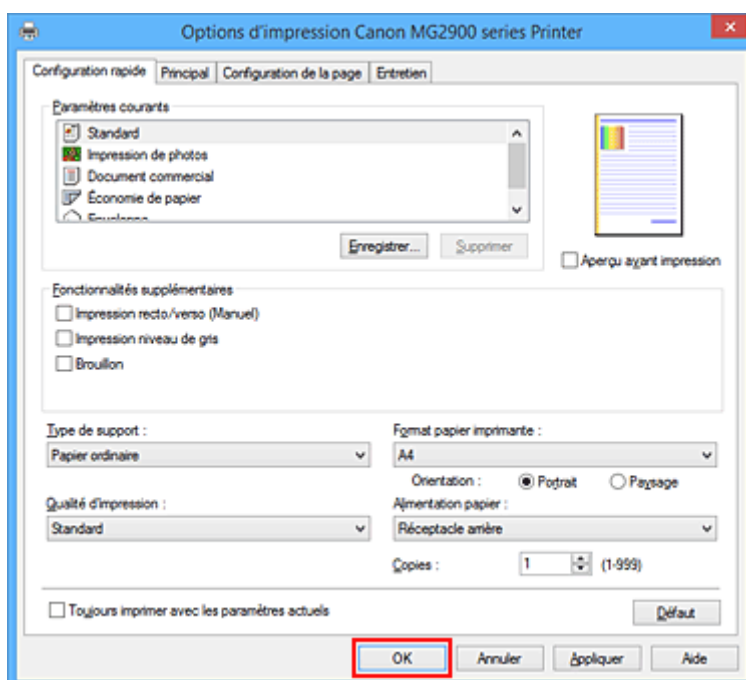 Options d'impression Canon MG2900 series Printer
Configuration rapide Principal Configuration de la page Entretien
Paramètres courants
Standard
Impression de photos
Document commercial
Économie de papier
Enregistrer... Supprimer
Aperçu avant impression
Fonctionnalités supplémentaires
Impression recto/verso (Manuel)
Impression niveau de gris
Brouillon
Type de support : Format papier imprimante :
Papier ordinaire A4
Orientation : Portrait Paysage
Qualité d'impression : Alimentation papier :
Standard Réceptacle arrière
Copies : 1 (1-999)
Toujours imprimer avec les paramètres actuels Défaut
OK Annuler Appliquer Aide